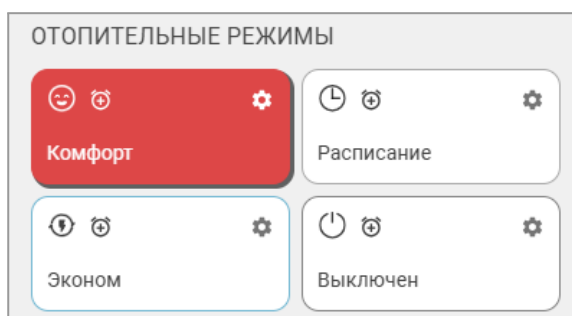 ОТОПИТЕЛЬНЫЕ РЕЖИМЫ
Комфорт
Расписание
Эконом
Выключен